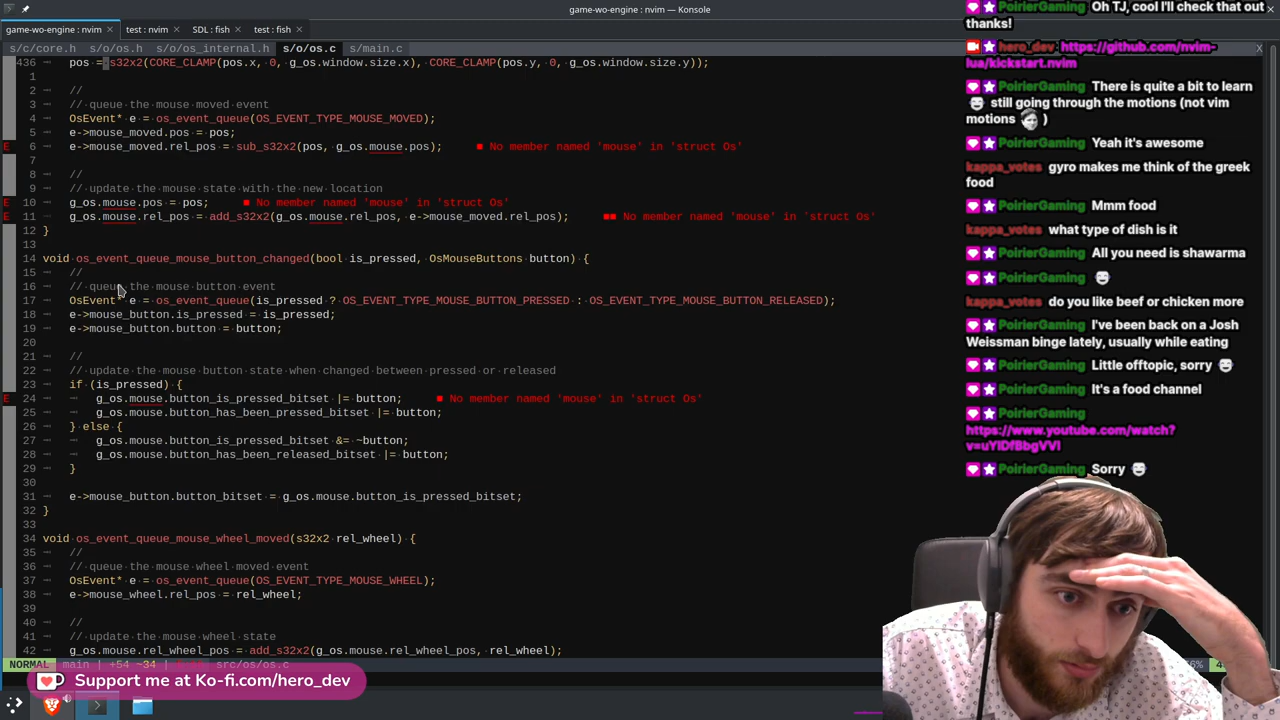 game-wo-engine : nvim — Konsole
game-wo-engine : nvim
test : nvim
SDL : fish
test : fish
s/c/core.h
s/o/os.h
s/o/os_internal.h
s/o/os.c
s/main.c
X
436 pos = s32x2(CORE_CLAMP(pos.x, 0, g_os.window.size.x), CORE_CLAMP(pos.y, 0, g_os.window.size.y));
1
2 //
3 // queue the mouse moved event
4 OsEvent* e = os_event_queue(OS_EVENT_TYPE_MOUSE_MOVED);
5 e->mouse_moved.pos = pos;
E 6 e->mouse_moved.rel_pos = sub_s32x2(pos, g_os.mouse.pos); ■ No member named 'mouse' in 'struct Os'
7
8 //
9 // update the mouse state with the new location
E 10 g_os.mouse.pos = pos; ■ No member named 'mouse' in 'struct Os'
E 11 g_os.mouse.rel_pos = add_s32x2(g_os.mouse.rel_pos, e->mouse_moved.rel_pos); ■■ No member named 'mouse' in 'struct Os'
12 }
13
14 void os_event_queue_mouse_button_changed(bool is_pressed, OsMouseButtons button) {
15 //
16 // queue the mouse button event
17 OsEvent* e = os_event_queue(is_pressed ? OS_EVENT_TYPE_MOUSE_BUTTON_PRESSED : OS_EVENT_TYPE_MOUSE_BUTTON_RELEASED);
18 e->mouse_button.is_pressed = is_pressed;
19 e->mouse_button.button = button;
20
21 //
22 // update the mouse button state when changed between pressed or released
23 if (is_pressed) {
E 24 g_os.mouse.button_is_pressed_bitset |= button; ■ No member named 'mouse' in 'struct Os'
25 g_os.mouse.button_has_been_pressed_bitset |= button;
26 } else {
27 g_os.mouse.button_is_pressed_bitset &= ~button;
28 g_os.mouse.button_has_been_released_bitset |= button;
29 }
30
31 e->mouse_button.button_bitset = g_os.mouse.button_is_pressed_bitset;
32 }
33
34 void os_event_queue_mouse_wheel_moved(s32x2 rel_wheel) {
35 //
36 // queue the mouse wheel moved event
37 OsEvent* e = os_event_queue(OS_EVENT_TYPE_MOUSE_WHEEL);
38 e->mouse_wheel.rel_pos = rel_wheel;
39
40 //
41 // update the mouse wheel state
42 g_os.mouse.rel_wheel_pos = add_s32x2(g_os.mouse.rel_wheel_pos, rel_wheel);
NORMAL main | +54 ~34 | src/os/os.c
Support me at Ko-fi.com/hero_dev
PoirierGaming Oh TJ, cool I'll check that out
thanks!
hero_dev https://github.com/nvim-
lua/kickstart.nvim
PoirierGaming There is quite a bit to learn
still going through the motions (not vim
motions )
PoirierGaming Yeah it's awesome
kappa_votes gyro makes me think of the greek
food
PoirierGaming Mmm food
kappa_votes what type of dish is it
PoirierGaming All you need is shawarma
PoirierGaming
kappa_votes do you like beef or chicken more
PoirierGaming I've been back on a Josh
Weissman binge lately, usually while eating
PoirierGaming Little offtopic, sorry
PoirierGaming It's a food channel
PoirierGaming
https://www.youtube.com/watch?
PoirierGaming Sorry